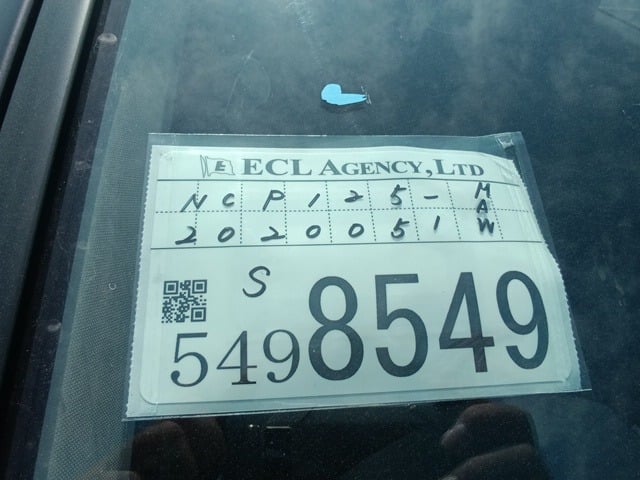 E ECL AGENCY, LTD
NCP125- MAW
2020051
S
5498549